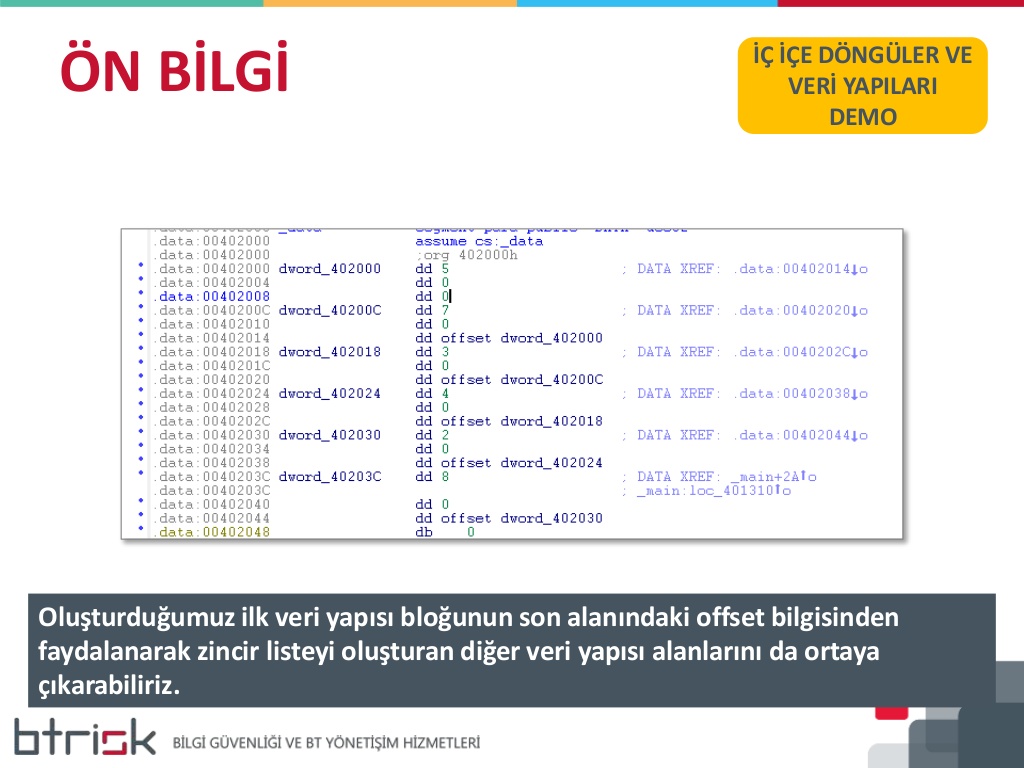 ÖN BİLGİ
İÇ İÇE DÖNGÜLER VE
VERİ YAPILARI
DEMO
.data:00402000 _data segment para public
.data:00402000 assume cs:_data
.data:00402000 ;org 402000h
.data:00402000 dword_402000 dd 5 ; DATA XREF: .data:00402014↓o
.data:00402004 dd 0
.data:00402008 dd 0
.data:0040200C dword_40200C dd 7 ; DATA XREF: .data:00402020↓o
.data:00402010 dd 0
.data:00402014 dd offset dword_402000
.data:00402018 dword_402018 dd 3 ; DATA XREF: .data:0040202C↓o
.data:0040201C dd 0
.data:00402020 dd offset dword_40200C
.data:00402024 dword_402024 dd 4 ; DATA XREF: .data:00402038↓o
.data:00402028 dd 0
.data:0040202C dd offset dword_402018
.data:00402030 dword_402030 dd 2 ; DATA XREF: .data:00402044↓o
.data:00402034 dd 0
.data:00402038 dd offset dword_402024
.data:0040203C dword_40203C dd 8 ; DATA XREF: _main+2A↑o
.data:0040203C ; _main:loc_401310↑o
.data:00402040 dd 0
.data:00402044 dd offset dword_402030
.data:00402048 db 0
Oluşturduğumuz ilk veri yapısı bloğunun son alanındaki offset bilgisinden
faydalanarak zincir listeyi oluşturan diğer veri yapısı alanlarını da ortaya
çıkarabiliriz.
btrisk BİLGİ GÜVENLİĞİ VE BT YÖNETİŞİM HİZMETLERİ